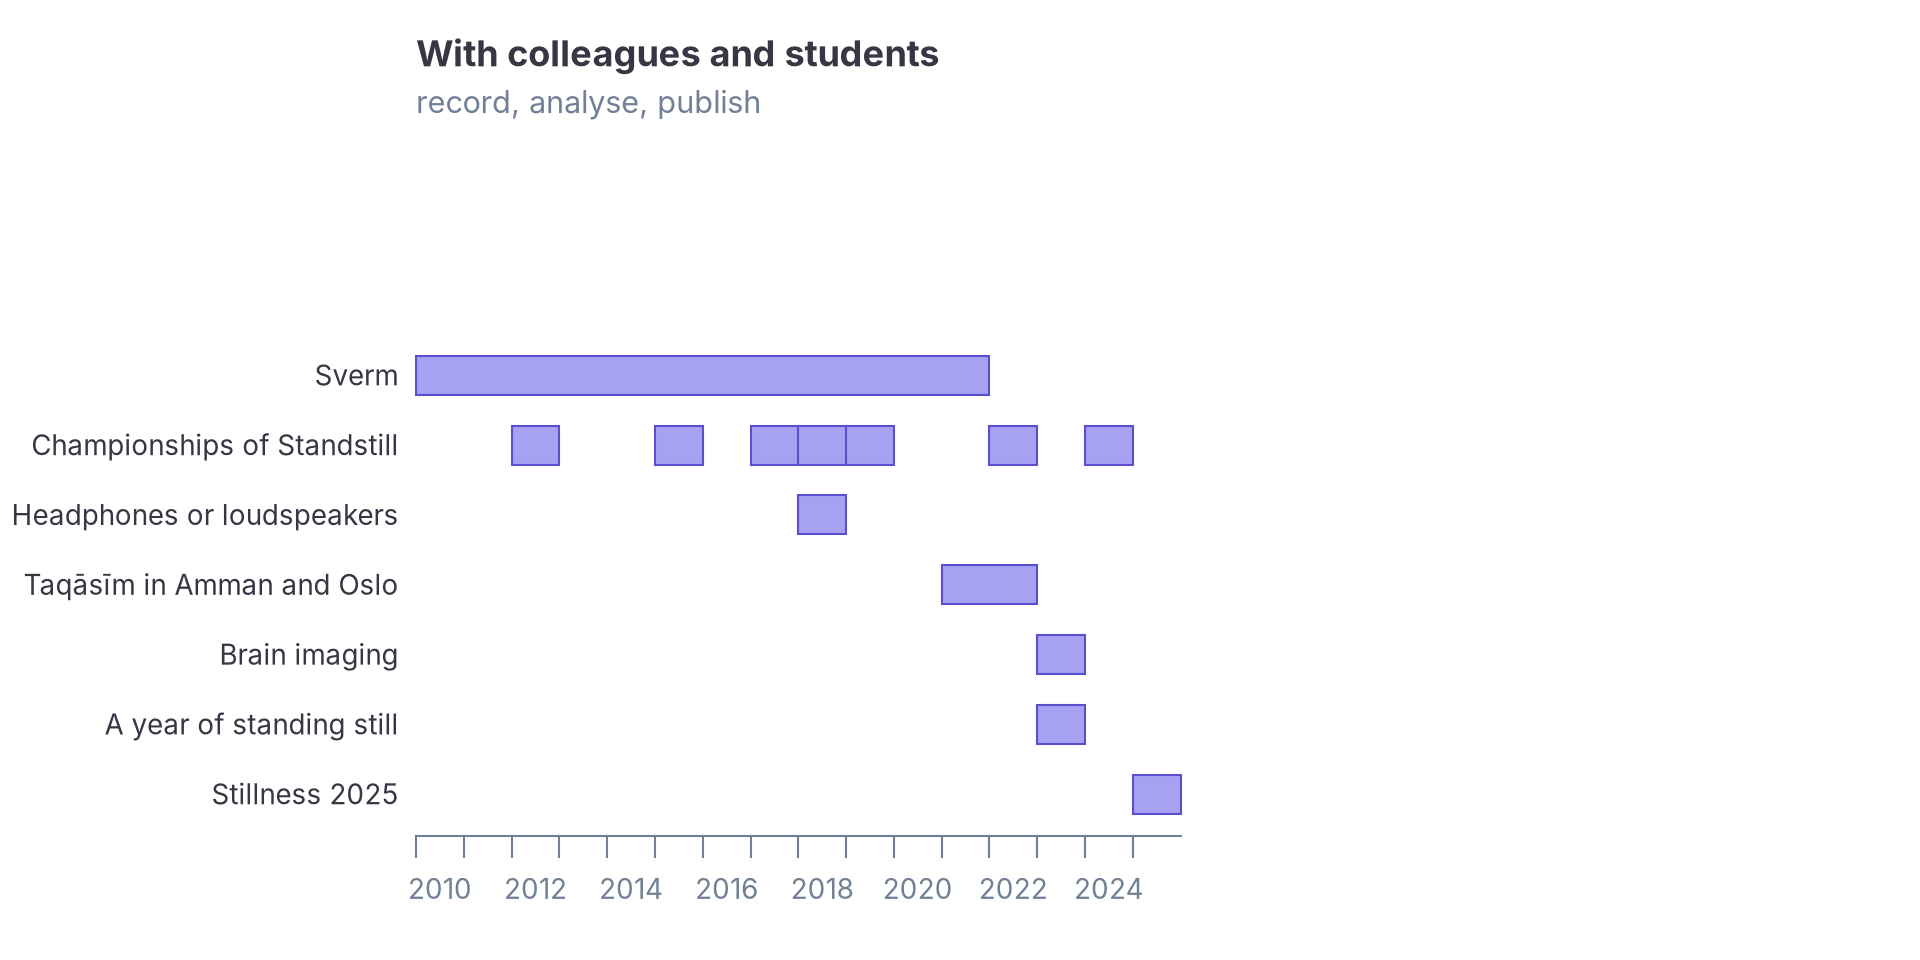 With colleagues and students
record, analyse, publish
Sverm
Championships of Standstill
Headphones or loudspeakers
Taqāsīm in Amman and Oslo
Brain imaging
A year of standing still
Stillness 2025
2010 2012 2014 2016 2018 2020 2022 2024